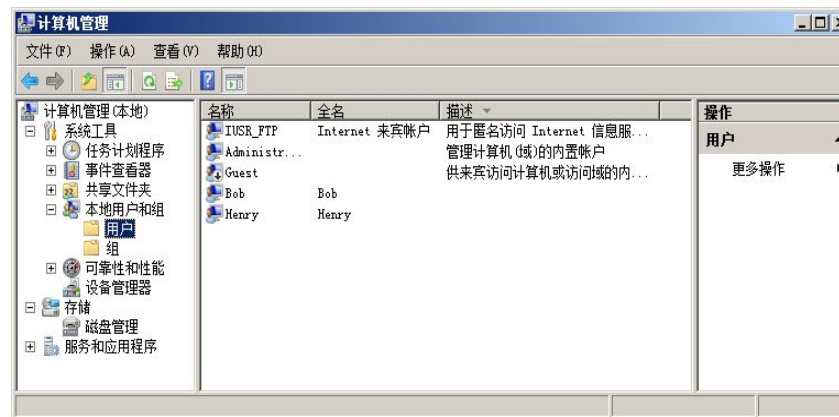 计算机管理
文件(F) 操作(A) 查看(V) 帮助(H)
计算机管理(本地)
系统工具
任务计划程序
事件查看器
共享文件夹
本地用户和组
用户
组
可靠性和性能
设备管理器
存储
磁盘管理
服务和应用程序
名称 全名 描述
IUSR_FTP Internet 来宾帐户 用于匿名访问 Internet 信息服...
Administr... 管理计算机(域)的内置帐户
Guest 供来宾访问计算机或访问域的内...
Bob Bob
Henry Henry
操作
用户
更多操作